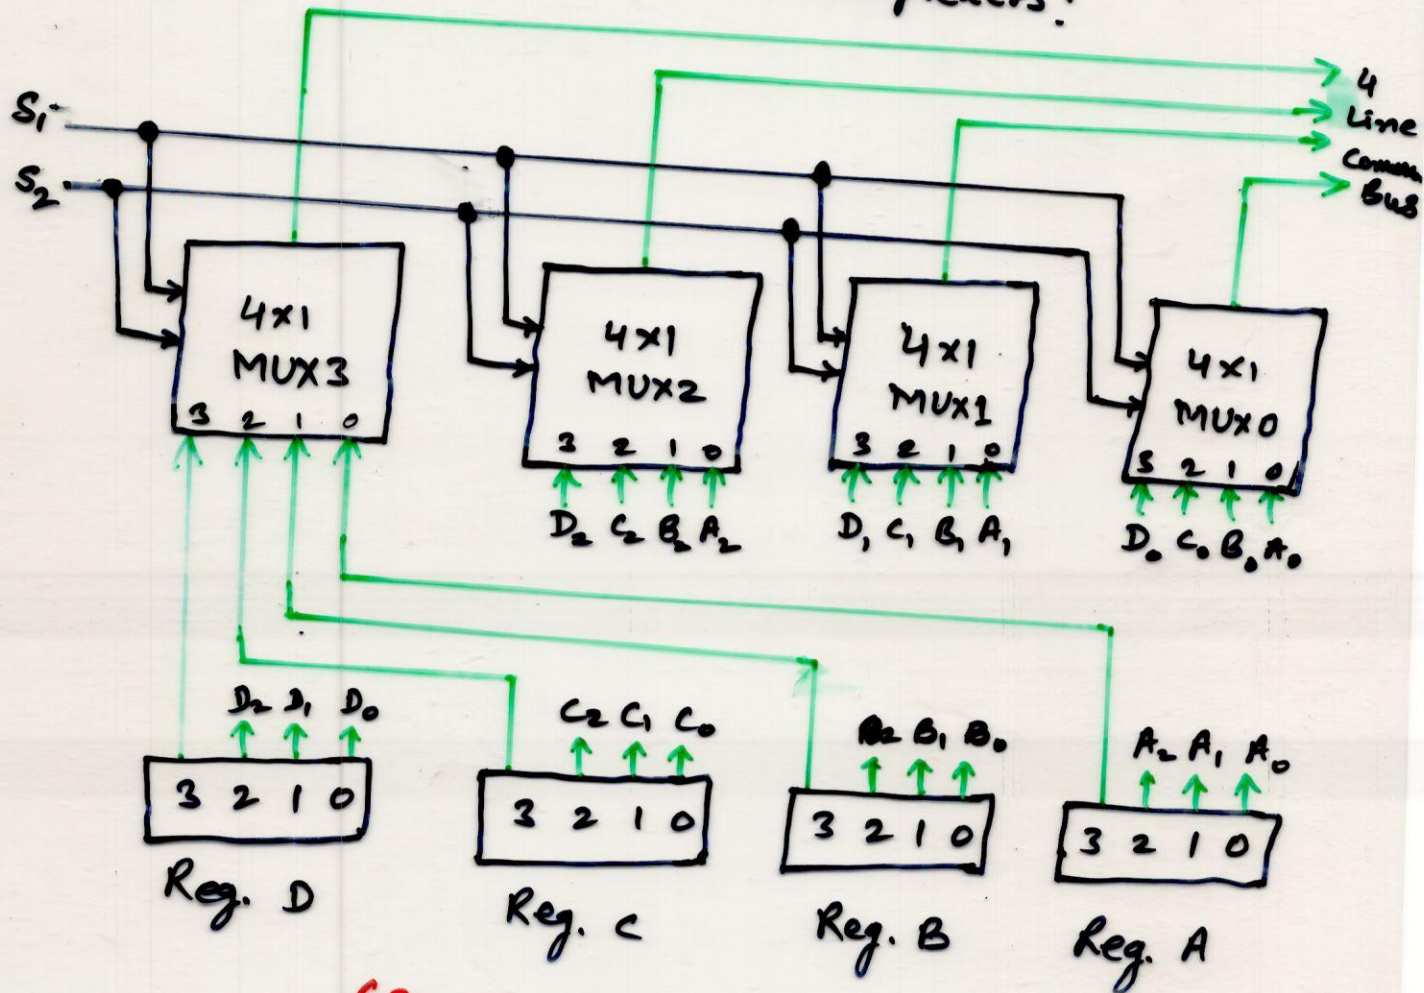 4
Line
S₁
Common
S₂
Bus
4x1
MUX3
4x1
MUX2
4x1
MUX1
4x1
MUX0
3 2 1 0
3 2 1 0
3 2 1 0
3 2 1 0
D₂ C₂ B₂ A₂
D₁ C₁ B₁ A₁
D₀ C₀ B₀ A₀
D₂ D₁ D₀
C₂ C₁ C₀
B₂ B₁ B₀
A₂ A₁ A₀
3 2 1 0
3 2 1 0
3 2 1 0
3 2 1 0
Reg. D
Reg. C
Reg. B
Reg. A